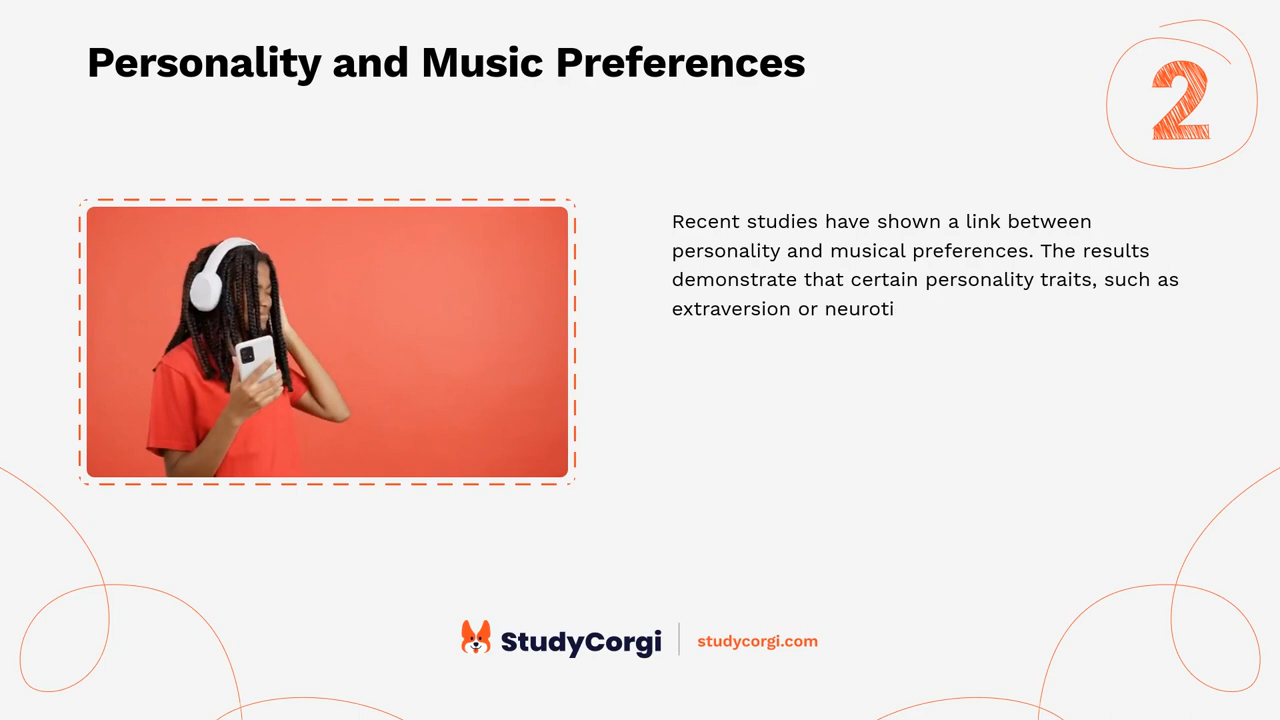 Personality and Music Preferences
2
Recent studies have shown a link between
personality and musical preferences. The results
demonstrate that certain personality traits, such as
extraversion or neuroti
StudyCorgi
studycorgi.com